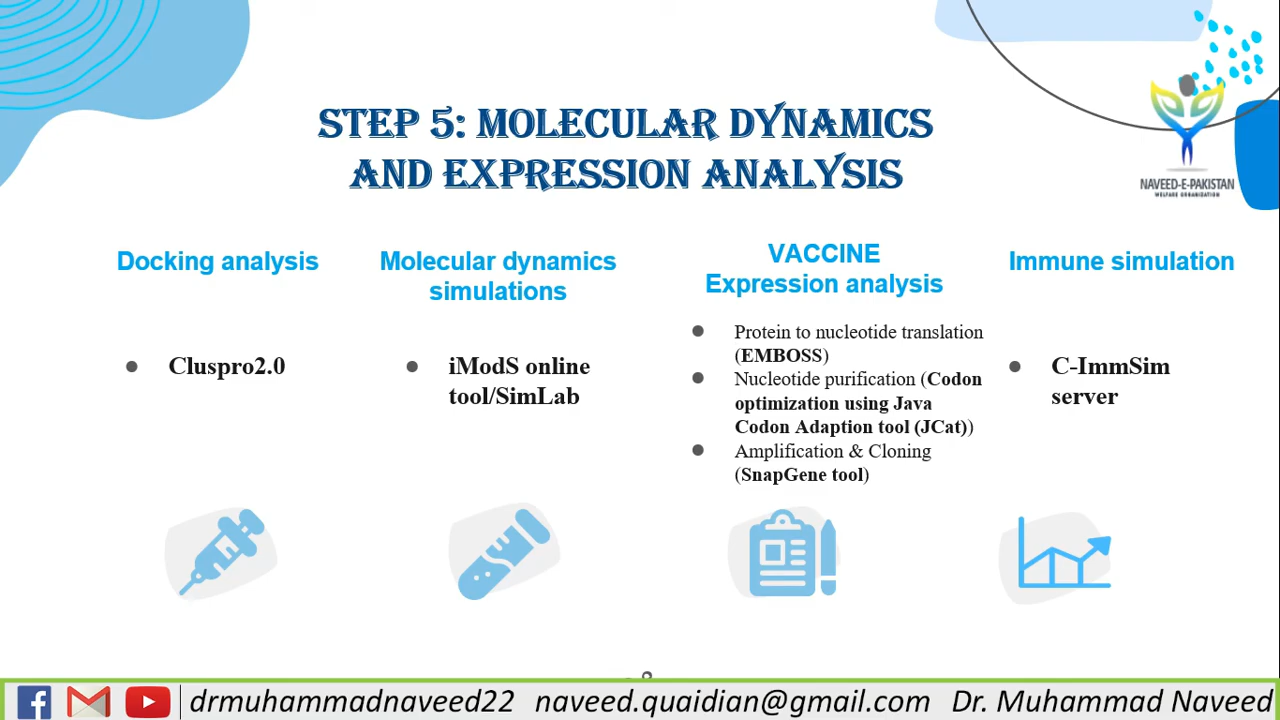 STEP 5: MOLECULAR DYNAMICS
AND EXPRESSION ANALYSIS
NAVEED-E-PAKISTAN
WELFARE ORGANIZATION
Docking analysis
● Cluspro2.0
Molecular dynamics
simulations
● iModS online
tool/SimLab
VACCINE
Expression analysis
● Protein to nucleotide translation
(EMBOSS)
● Nucleotide purification (Codon
optimization using Java
Codon Adaption tool (JCat))
● Amplification & Cloning
(SnapGene tool)
Immune simulation
● C-ImmSim
server
drmuhammadnaveed22 naveed.quaidian@gmail.com Dr. Muhammad Naveed